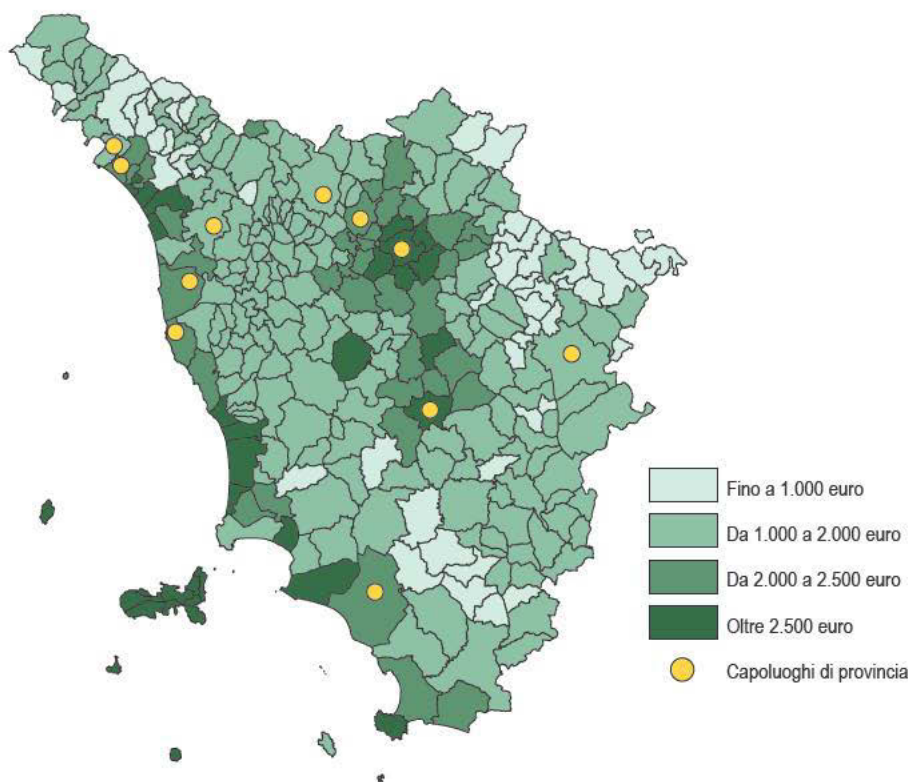 Fino a 1.000 euro
Da 1.000 a 2.000 euro
Da 2.000 a 2.500 euro
Oltre 2.500 euro
Capoluoghi di provincia